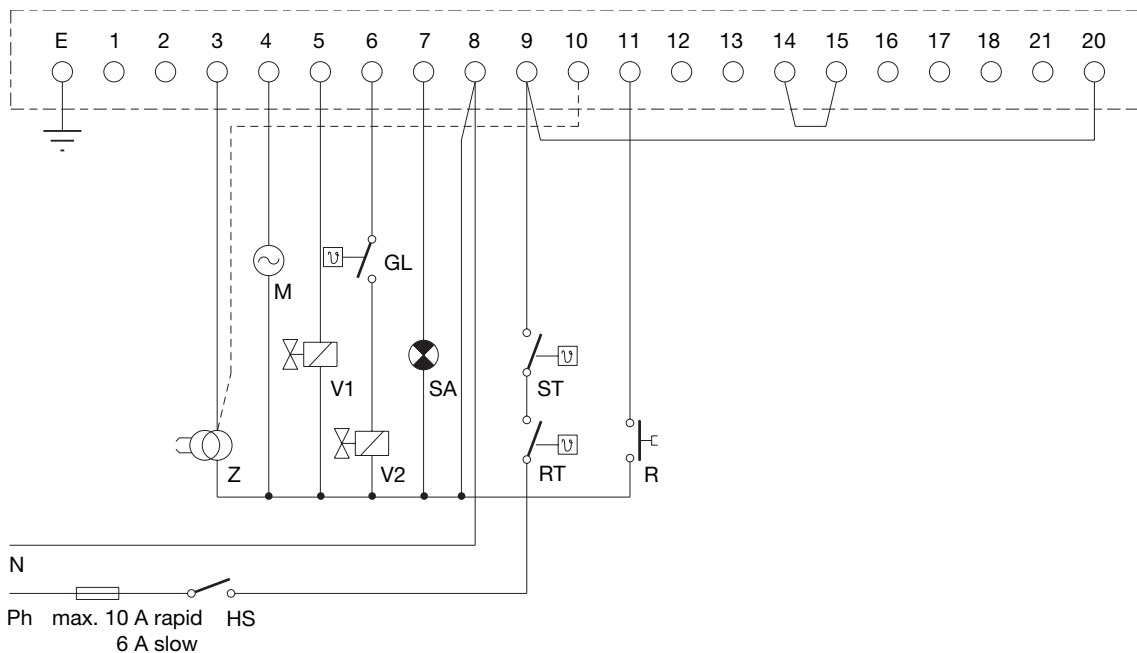 E 1 2 3 4 5 6 7 8 9 10 11 12 13 14 15 16 17 18 21 20
ϑ GL
M
V1 SA ST ϑ
Z V2 RT ϑ R
N
Ph max. 10 A rapid HS
6 A slow